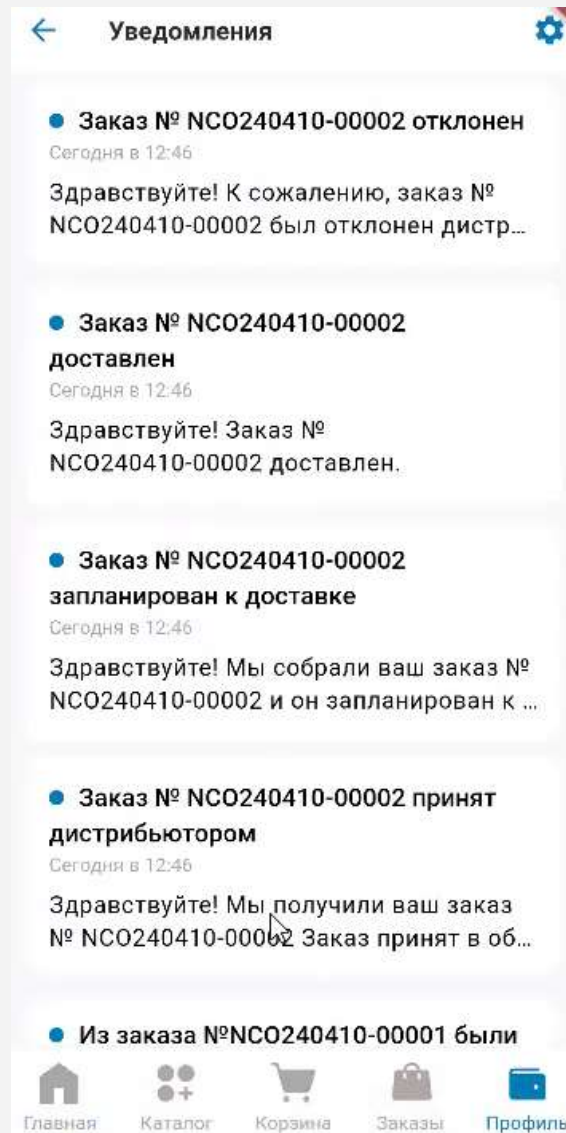 Уведомления
Заказ № NCO240410-00002 отклонен
Сегодня в 12:46
Здравствуйте! К сожалению, заказ №
NCO240410-00002 был отклонен дистр...
Заказ № NCO240410-00002
доставлен
Сегодня в 12:46
Здравствуйте! Заказ №
NCO240410-00002 доставлен.
Заказ № NCO240410-00002
запланирован к доставке
Сегодня в 12:46
Здравствуйте! Мы собрали ваш заказ №
NCO240410-00002 и он запланирован к ...
Заказ № NCO240410-00002 принят
дистрибьютором
Сегодня в 12:46
Здравствуйте! Мы получили ваш заказ
№ NCO240410-00002 Заказ принят в об...
Из заказа №NCO240410-00001 были
Главная Каталог Корзина Заказы Профиль